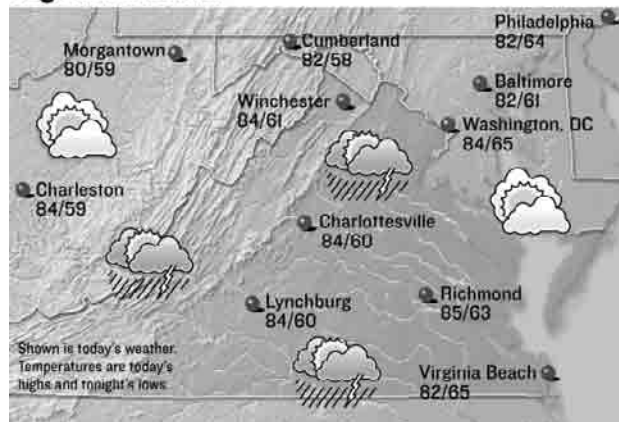 Philadelphia
82/64
Morgantown
80/59
Cumberland
82/58
Baltimore
82/61
Winchester
84/61
Washington, DC
84/65
Charleston
84/59
Charlottesville
84/60
Lynchburg
84/60
Richmond
85/63
Shown is today's weather.
Temperatures are today's
highs and tonight's lows.
Virginia Beach
82/65